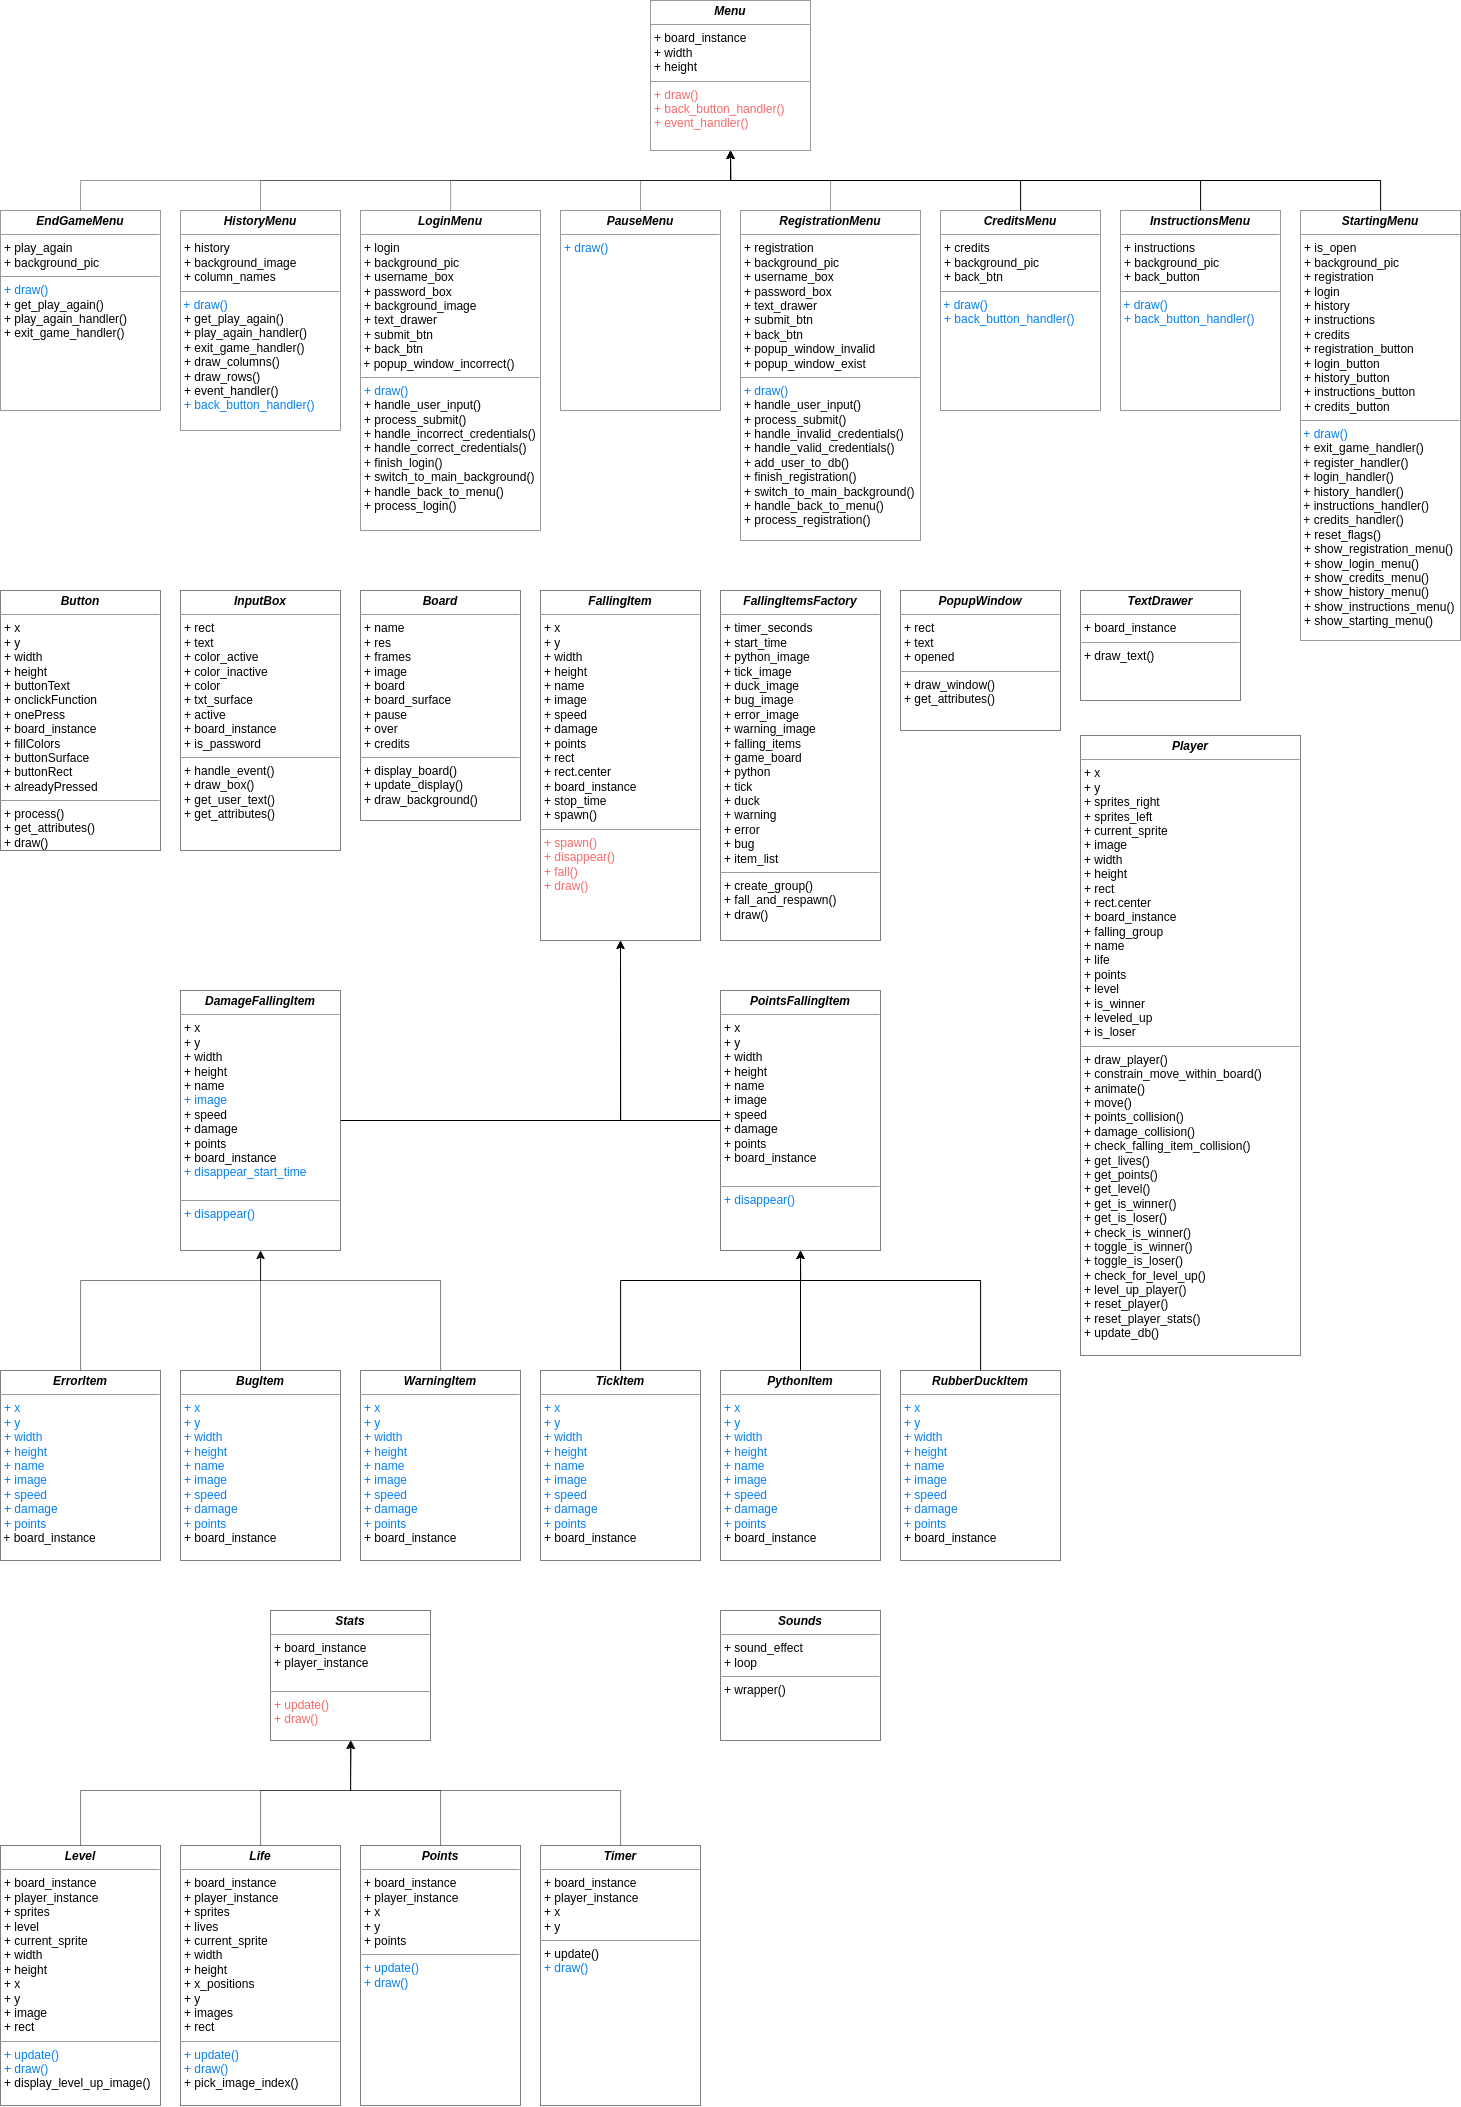 Menu
+ board_instance
+ width
+ height
+ draw()
+ back_button_handler()
+ event_handler()
EndGameMenu
+ play_again
+ background_pic
+ draw()
+ get_play_again()
+ play_again_handler()
+ exit_game_handler()
HistoryMenu
+ history
+ background_image
+ column_names
+ draw()
+ get_play_again()
+ play_again_handler()
+ exit_game_handler()
+ draw_columns()
+ draw_rows()
+ event_handler()
+ back_button_handler()
LoginMenu
+ login
+ background_pic
+ username_box
+ password_box
+ background_image
+ text_drawer
+ submit_btn
+ back_btn
+ popup_window_incorrect()
+ draw()
+ handle_user_input()
+ process_submit()
+ handle_incorrect_credentials()
+ handle_correct_credentials()
+ finish_login()
+ switch_to_main_background()
+ handle_back_to_menu()
+ process_login()
PauseMenu
+ draw()
RegistrationMenu
+ registration
+ background_pic
+ username_box
+ password_box
+ text_drawer
+ submit_btn
+ back_btn
+ popup_window_invalid
+ popup_window_exist
+ draw()
+ handle_user_input()
+ process_submit()
+ handle_invalid_credentials()
+ handle_valid_credentials()
+ add_user_to_db()
+ finish_registration()
+ switch_to_main_background()
+ handle_back_to_menu()
+ process_registration()
CreditsMenu
+ credits
+ background_pic
+ back_btn
+ draw()
+ back_button_handler()
InstructionsMenu
+ instructions
+ background_pic
+ back_button
+ draw()
+ back_button_handler()
StartingMenu
+ is_open
+ background_pic
+ registration
+ login
+ history
+ instructions
+ credits
+ registration_button
+ login_button
+ history_button
+ instructions_button
+ credits_button
+ draw()
+ exit_game_handler()
+ register_handler()
+ login_handler()
+ history_handler()
+ instructions_handler()
+ credits_handler()
+ reset_flags()
+ show_registration_menu()
+ show_login_menu()
+ show_credits_menu()
+ show_history_menu()
+ show_instructions_menu()
+ show_starting_menu()
Button
+ x
+ y
+ width
+ height
+ buttonText
+ onclickFunction
+ onePress
+ board_instance
+ fillColors
+ buttonSurface
+ buttonRect
+ alreadyPressed
+ process()
+ get_attributes()
+ draw()
InputBox
+ rect
+ text
+ color_active
+ color_inactive
+ color
+ txt_surface
+ active
+ board_instance
+ is_password
+ handle_event()
+ draw_box()
+ get_user_text()
+ get_attributes()
Board
+ name
+ res
+ frames
+ image
+ board
+ board_surface
+ pause
+ over
+ credits
+ display_board()
+ update_display()
+ draw_background()
FallingItem
+ x
+ y
+ width
+ height
+ name
+ image
+ speed
+ damage
+ points
+ rect
+ rect.center
+ board_instance
+ stop_time
+ spawn()
+ spawn()
+ disappear()
+ fall()
+ draw()
FallingItemsFactory
+ timer_seconds
+ start_time
+ python_image
+ tick_image
+ duck_image
+ bug_image
+ error_image
+ warning_image
+ falling_items
+ game_board
+ python
+ tick
+ duck
+ warning
+ error
+ bug
+ item_list
+ create_group()
+ fall_and_respawn()
+ draw()
PopupWindow
+ rect
+ text
+ opened
+ draw_window()
+ get_attributes()
TextDrawer
+ board_instance
+ draw_text()
Player
+ x
+ y
+ sprites_right
+ sprites_left
+ current_sprite
+ image
+ width
+ height
+ rect
+ rect.center
+ board_instance
+ falling_group
+ name
+ life
+ points
+ level
+ is_winner
+ leveled_up
+ is_loser
+ draw_player()
+ constrain_move_within_board()
+ animate()
+ move()
+ points_collision()
+ damage_collision()
+ check_falling_item_collision()
+ get_lives()
+ get_points()
+ get_level()
+ get_is_winner()
+ get_is_loser()
+ check_is_winner()
+ toggle_is_winner()
+ toggle_is_loser()
+ check_for_level_up()
+ level_up_player()
+ reset_player()
+ reset_player_stats()
+ update_db()
DamageFallingItem
+ x
+ y
+ width
+ height
+ name
+ image
+ speed
+ damage
+ points
+ board_instance
+ disappear_start_time
+ disappear()
PointsFallingItem
+ x
+ y
+ width
+ height
+ name
+ image
+ speed
+ damage
+ points
+ board_instance
+ disappear()
ErrorItem
+ x
+ y
+ width
+ height
+ name
+ image
+ speed
+ damage
+ points
+ board_instance
BugItem
+ x
+ y
+ width
+ height
+ name
+ image
+ speed
+ damage
+ points
+ board_instance
WarningItem
+ x
+ y
+ width
+ height
+ name
+ image
+ speed
+ damage
+ points
+ board_instance
TickItem
+ x
+ y
+ width
+ height
+ name
+ image
+ speed
+ damage
+ points
+ board_instance
PythonItem
+ x
+ y
+ width
+ height
+ name
+ image
+ speed
+ damage
+ points
+ board_instance
RubberDuckItem
+ x
+ y
+ width
+ height
+ name
+ image
+ speed
+ damage
+ points
+ board_instance
Stats
+ board_instance
+ player_instance
+ update()
+ draw()
Sounds
+ sound_effect
+ loop
+ wrapper()
Level
+ board_instance
+ player_instance
+ sprites
+ level
+ current_sprite
+ width
+ height
+ x
+ y
+ image
+ rect
+ update()
+ draw()
+ display_level_up_image()
Life
+ board_instance
+ player_instance
+ sprites
+ lives
+ current_sprite
+ width
+ height
+ x_positions
+ y
+ images
+ rect
+ update()
+ draw()
+ pick_image_index()
Points
+ board_instance
+ player_instance
+ x
+ y
+ points
+ update()
+ draw()
Timer
+ board_instance
+ player_instance
+ x
+ y
+ update()
+ draw()